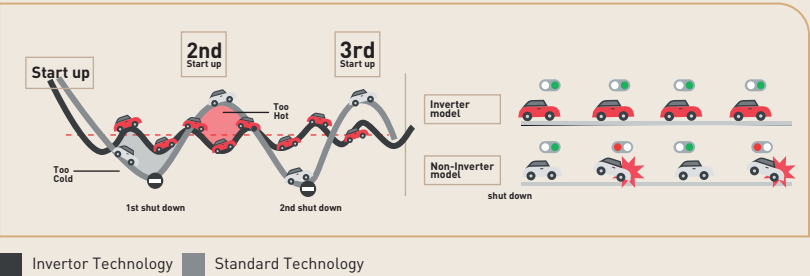 Start up
2nd
Start up
3rd
Start up
Too
Hot
Too
Cold
1st shut down
2nd shut down
Inverter
model
Non-Inverter
model
shut down
Invertor Technology
Standard Technology